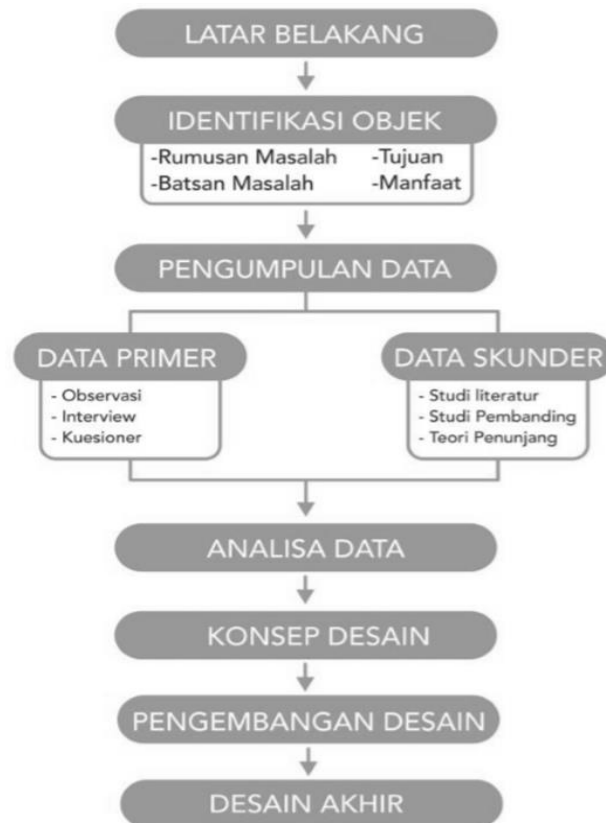 LATAR BELAKANG
IDENTIFIKASI OBJEK
-Rumusan Masalah -Tujuan
-Batsan Masalah -Manfaat
PENGUMPULAN DATA
DATA PRIMER
- Observasi
- Interview
- Kuesioner
DATA SKUNDER
- Studi literatur
- Studi Pembanding
- Teori Penunjang
ANALISA DATA
KONSEP DESAIN
PENGEMBANGAN DESAIN
DESAIN AKHIR